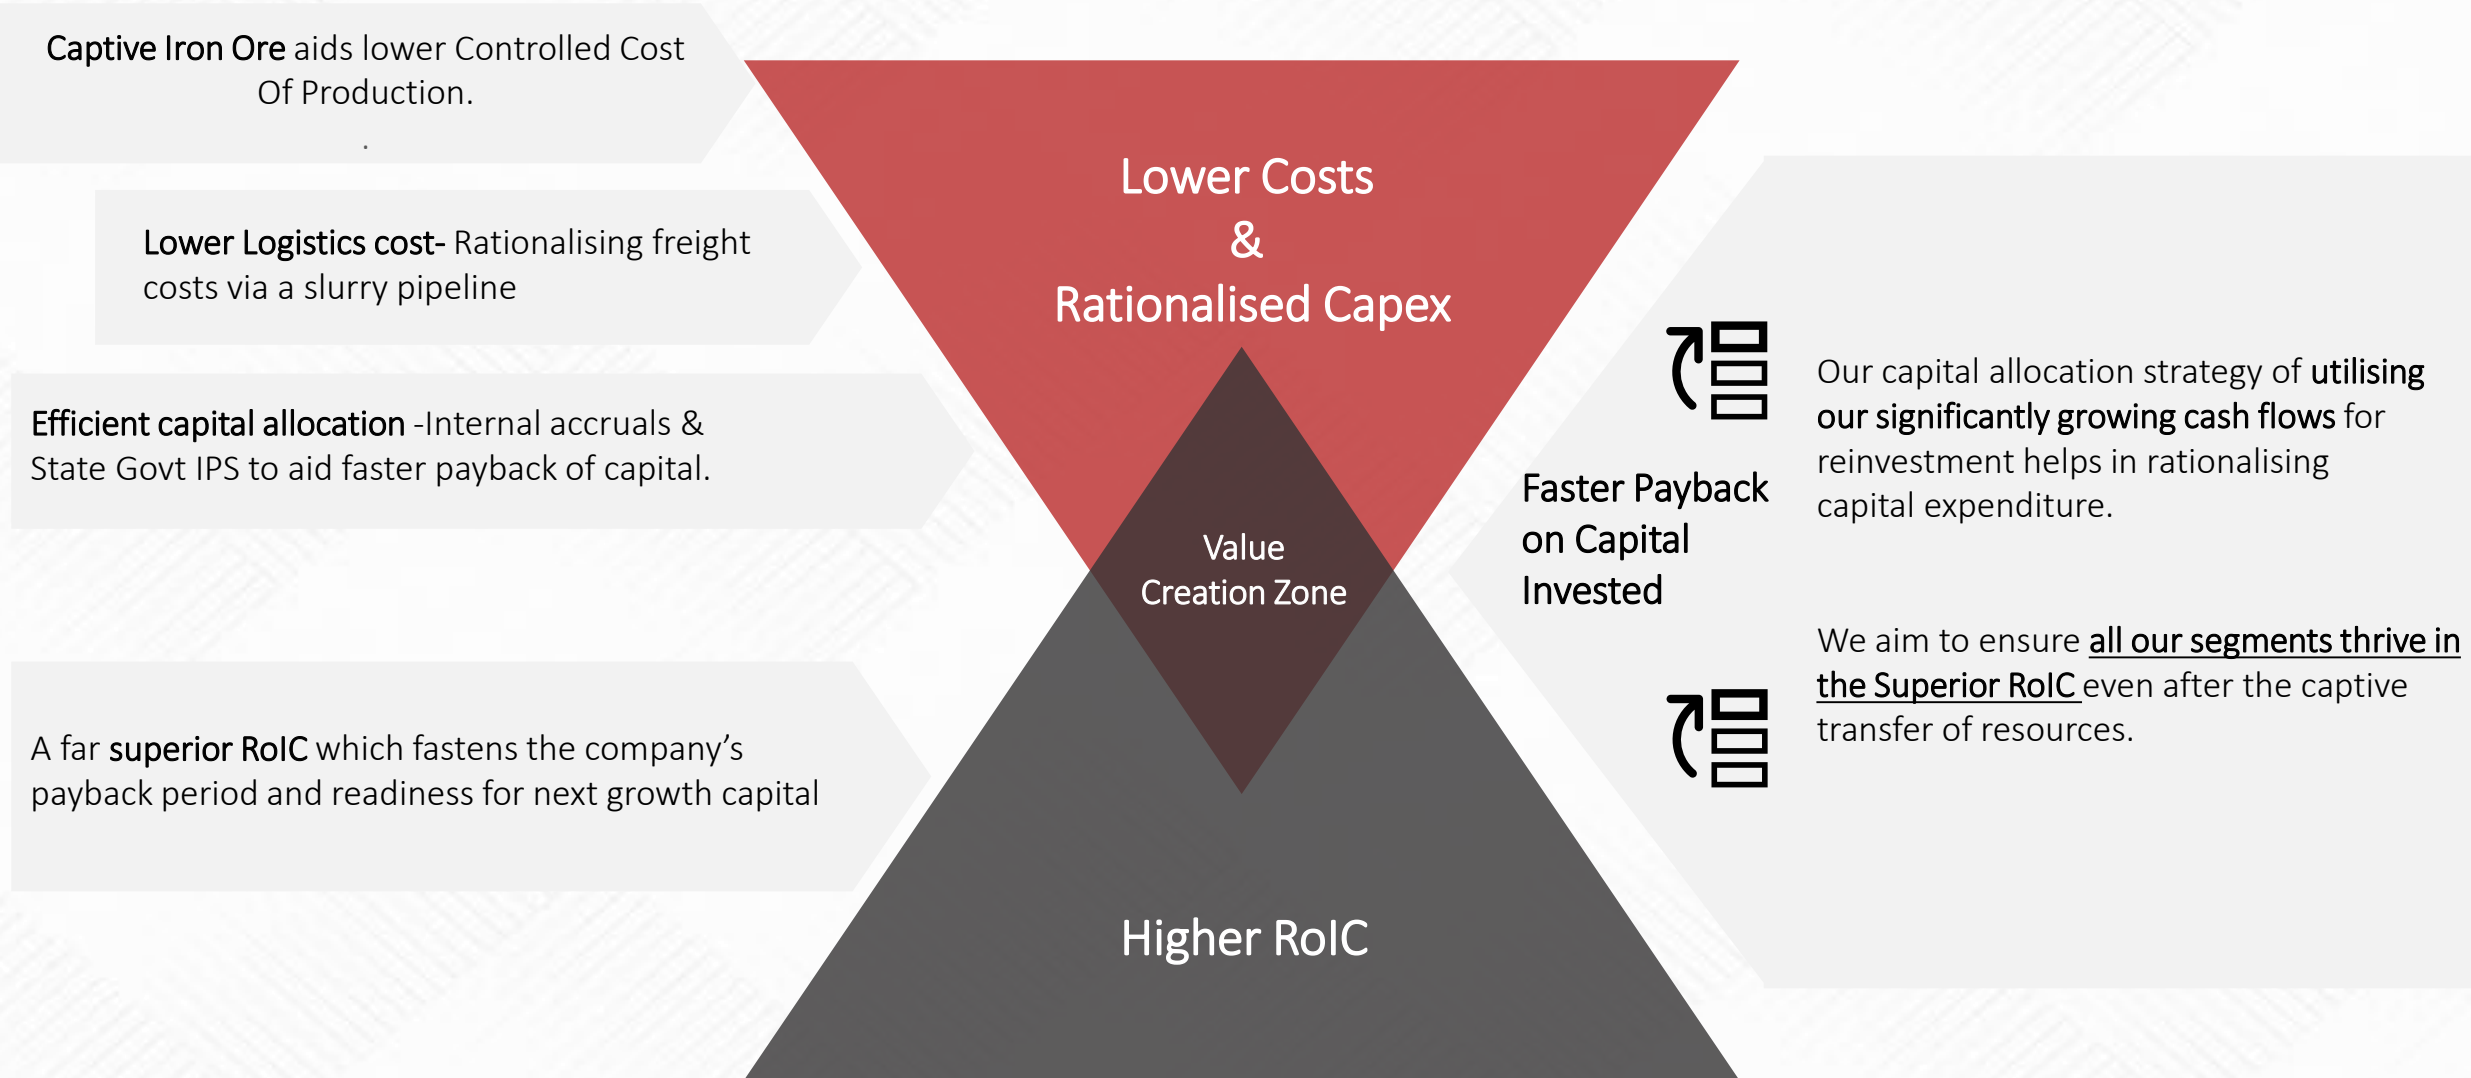 Captive Iron Ore aids lower Controlled Cost
Of Production.
.
Lower Logistics cost- Rationalising freight
costs via a slurry pipeline
Efficient capital allocation -Internal accruals &
State Govt IPS to aid faster payback of capital.
A far superior RoIC which fastens the company’s
payback period and readiness for next growth capital
Lower Costs
&
Rationalised Capex
Value
Creation Zone
Higher RoIC
Faster Payback
on Capital
Invested
Our capital allocation strategy of utilising
our significantly growing cash flows for
reinvestment helps in rationalising
capital expenditure.
We aim to ensure all our segments thrive in
the Superior RoIC even after the captive
transfer of resources.